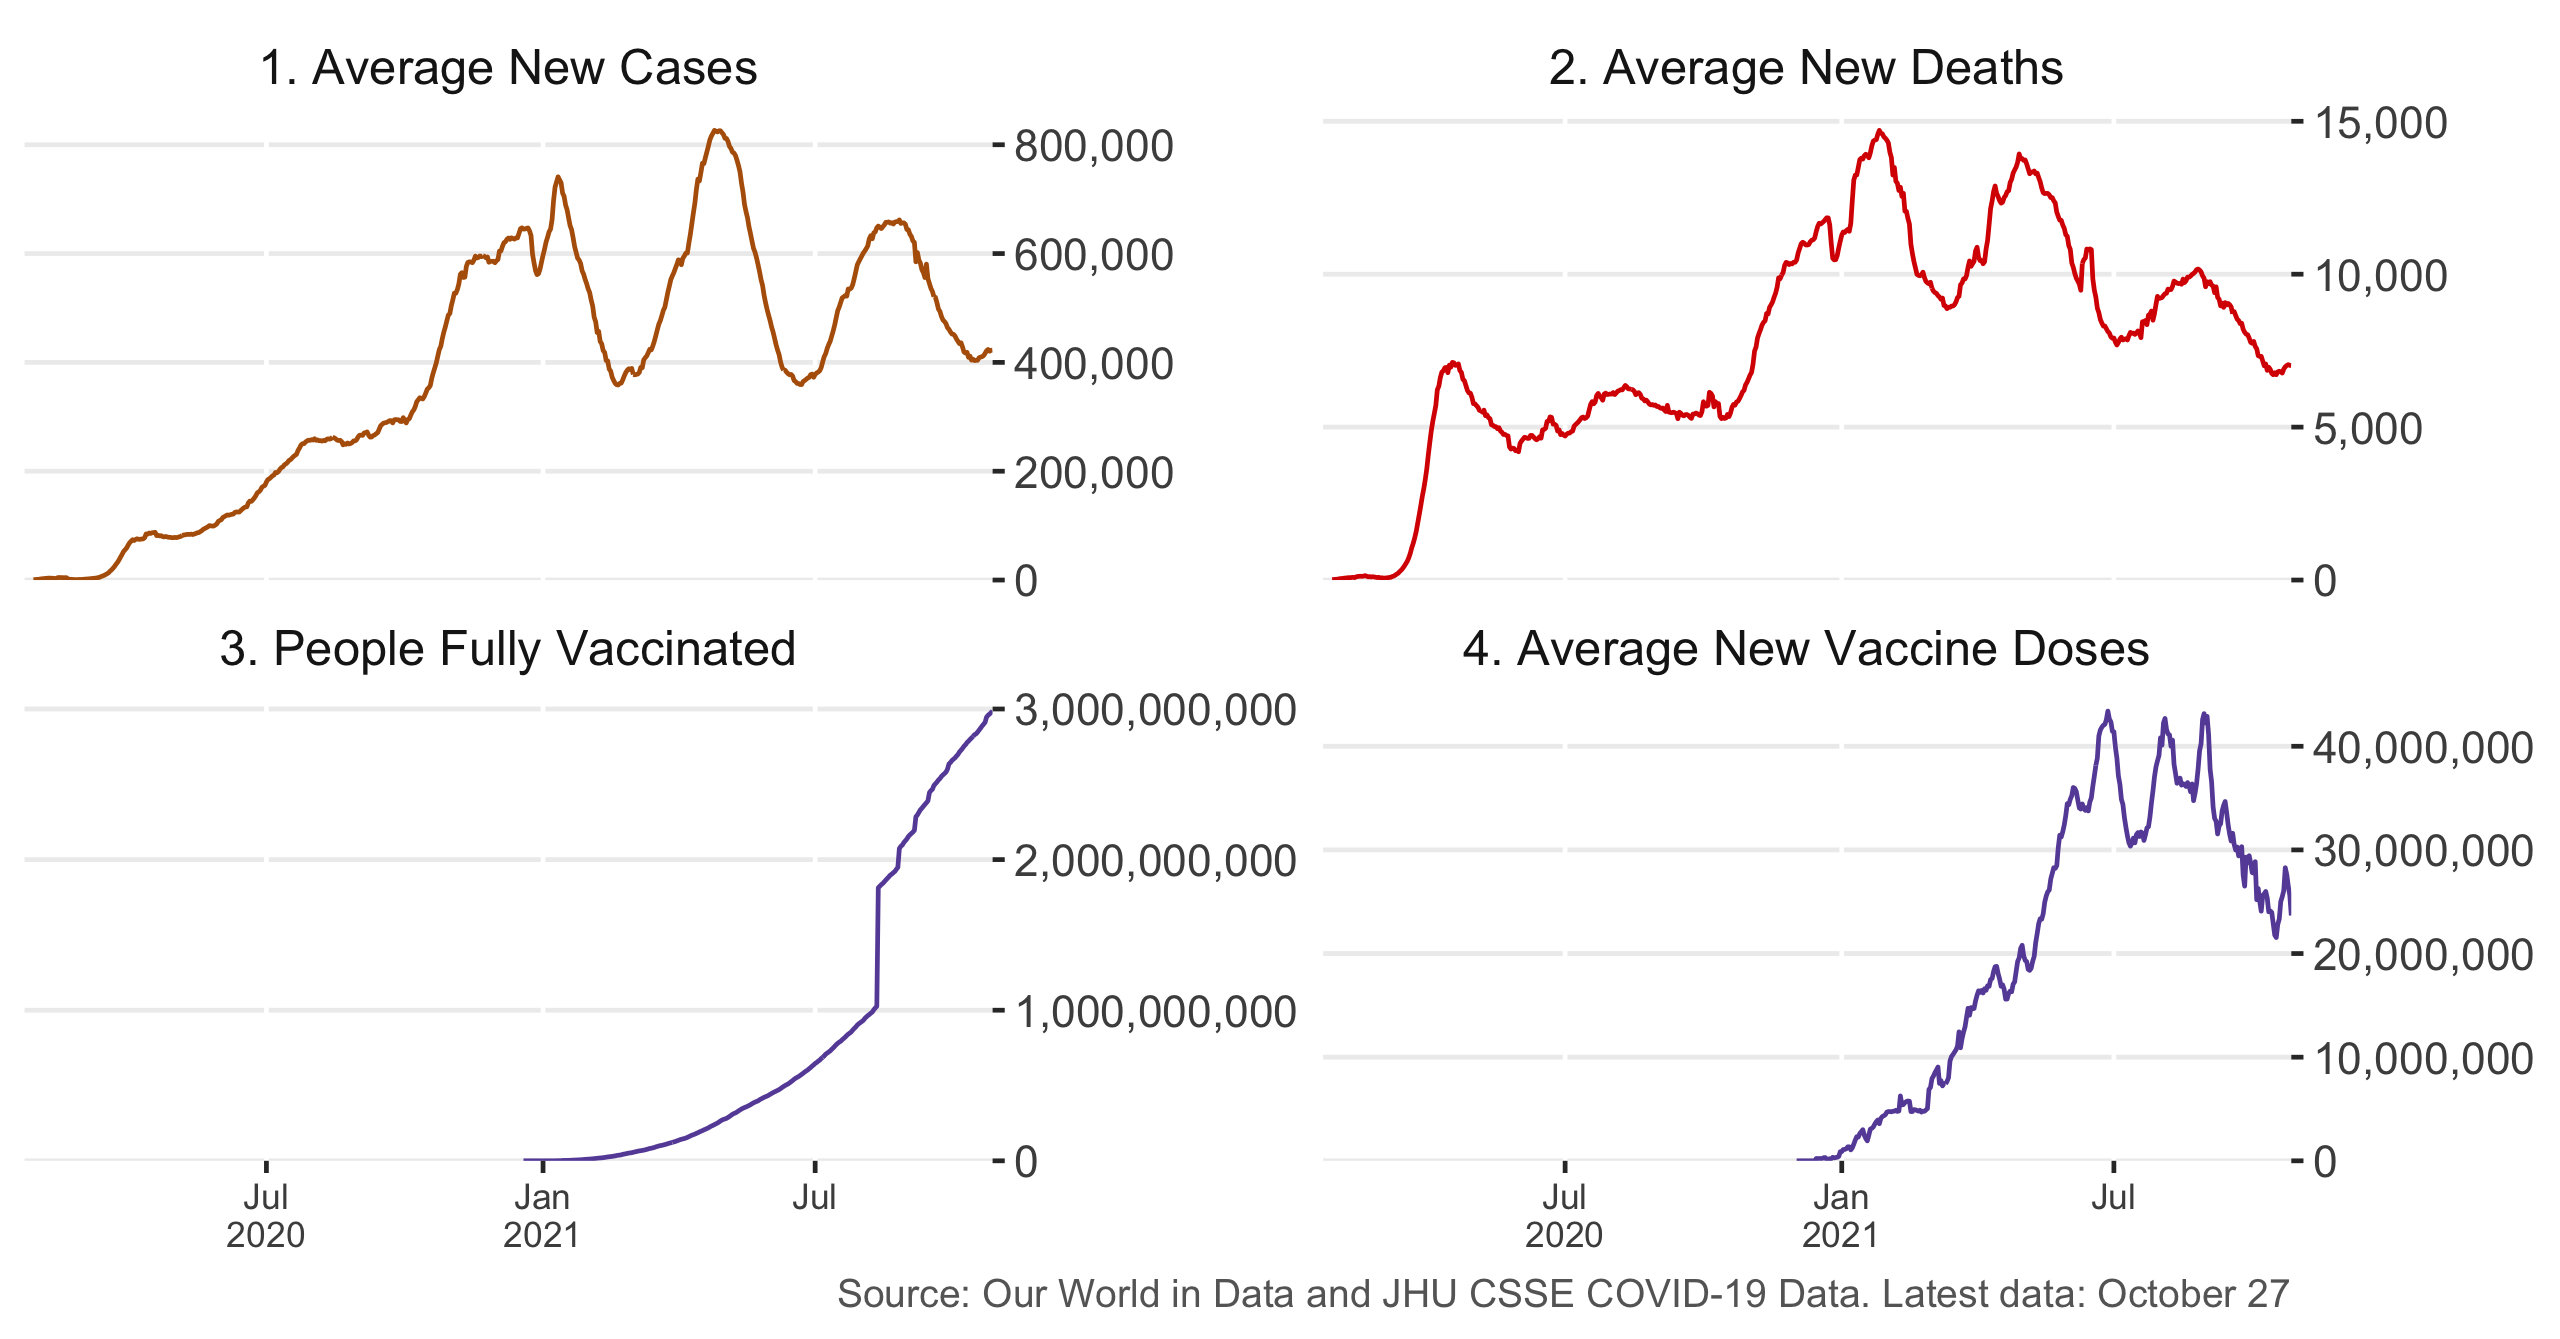 1. Average New Cases
800,000
600,000
400,000
200,000
0
2. Average New Deaths
15,000
10,000
5,000
0
3. People Fully Vaccinated
3,000,000,000
2,000,000,000
1,000,000,000
0
Jul
2020
Jan
2021
Jul
4. Average New Vaccine Doses
40,000,000
30,000,000
20,000,000
10,000,000
0
Jul
2020
Jan
2021
Jul
Source: Our World in Data and JHU CSSE COVID-19 Data. Latest data: October 27